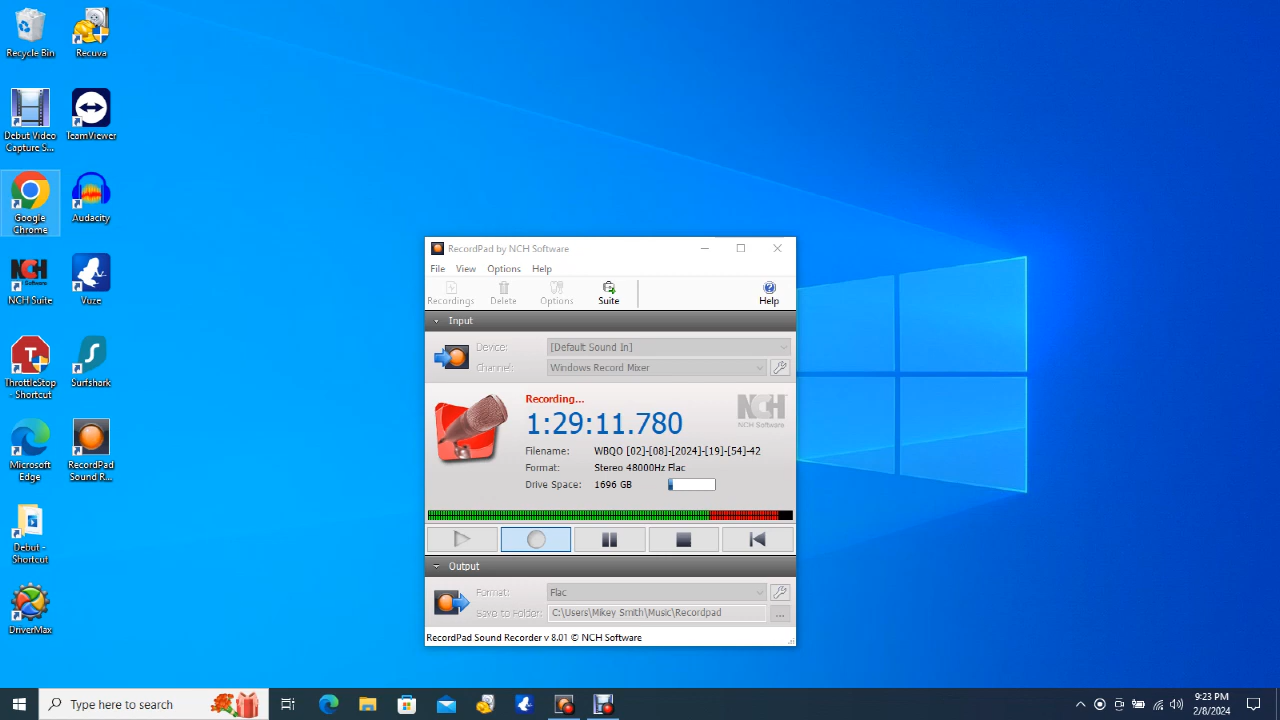 Recycle Bin
Recuva
Debut Video
Capture S...
TeamViewer
Google
Chrome
Audacity
NCH
Software
NCH Suite
Vuze
ThrottleStop
- Shortcut
Surfshark
Microsoft
Edge
RecordPad
Sound R...
Debut -
Shortcut
DriverMax
RecordPad by NCH Software
File View Options Help
Recordings Delete Options Suite Help
Input
Device: [Default Sound In]
Channel: Windows Record Mixer
Recording...
1:29:11.780
NCH
NCH Software
Filename: WBQO [02]-[08]-[2024]-[19]-[54]-42
Format: Stereo 48000Hz Flac
Drive Space: 1696 GB
Output
Format: Flac
Save to Folder: C:\Users\Mikey Smith\Music\Recordpad
...
RecordPad Sound Recorder v 8.01 © NCH Software
Type here to search
9:23 PM
2/8/2024